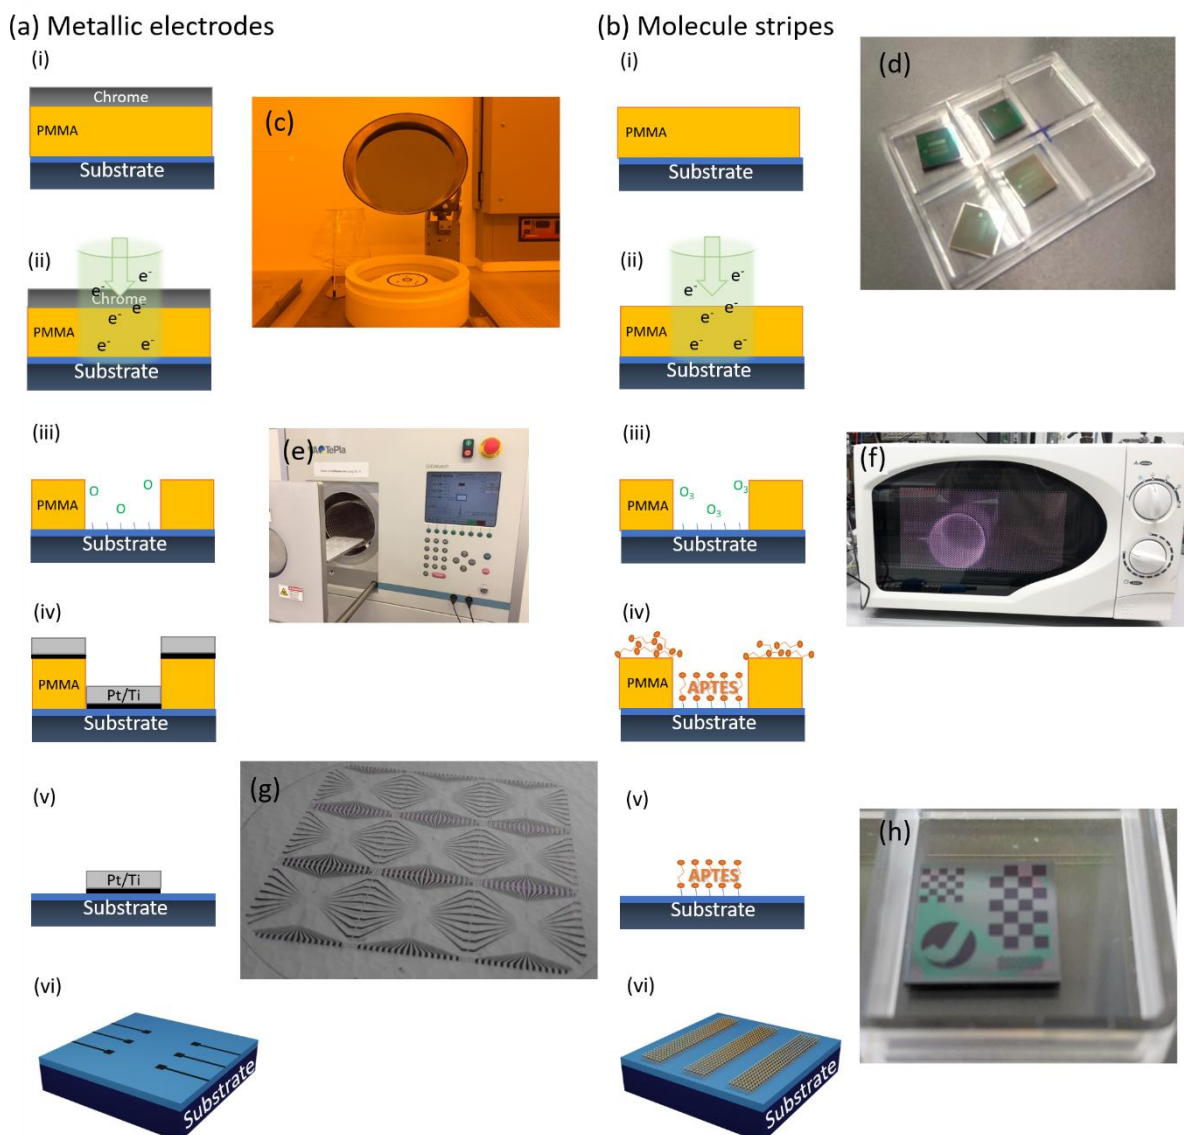 (a) Metallic electrodes
(i)
Chrome
PMMA
Substrate
(c)
(ii)
e⁻
e⁻
Chrome
e⁻
e⁻
PMMA
e⁻
e⁻
Substrate
(iii)
O
O
O
Substrate
(e)
TePla
(iv)
PMMA
Pt/Ti
Substrate
(v)
Pt/Ti
Substrate
(g)
(vi)
Substrate
(b) Molecule stripes
(i)
PMMA
Substrate
(d)
(ii)
e⁻
e⁻
e⁻
e⁻
PMMA
e⁻
e⁻
Substrate
(iii)
O₃
O₃
O₃
Substrate
(f)
(iv)
PMMA
APTES
Substrate
(v)
APTES
Substrate
(h)
(vi)
Substrate